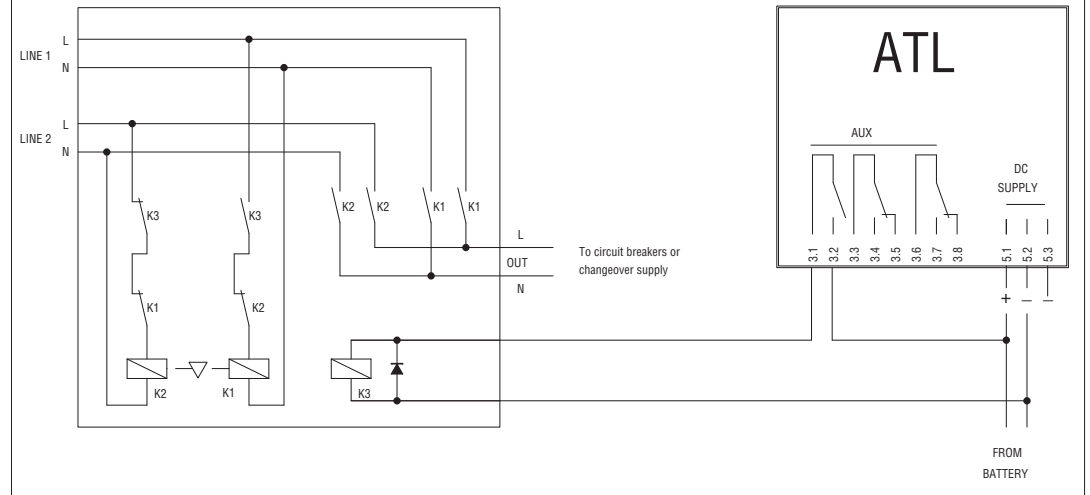 ATL
L
LINE 1
N
L
LINE 2
N
AUX
DC
SUPPLY
K3
K3
K2
K2
K1
K1
L
OUT
N
To circuit breakers or
changeover supply
3.1
3.2
3.3
3.4
3.5
3.6
3.7
3.8
5.1
5.2
5.3
+
–
–
K1
K2
K2
K1
K3
FROM
BATTERY